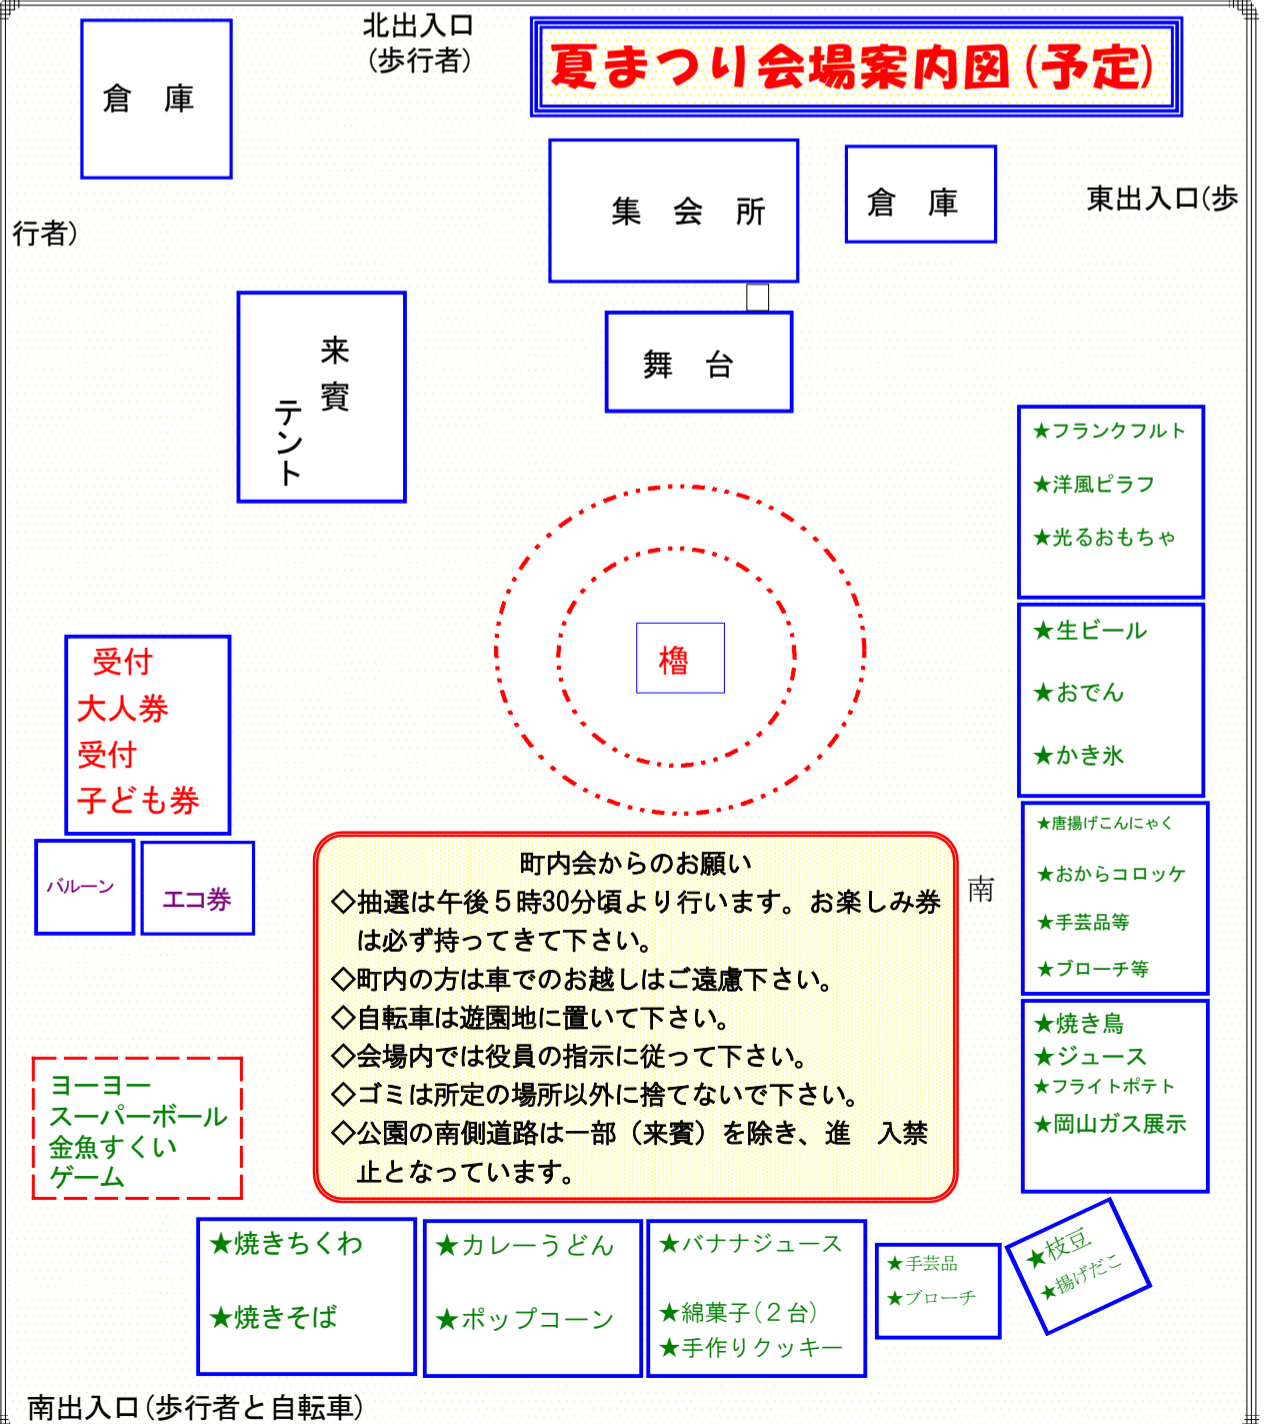 北出入口
(歩行者)
夏まつり会場案内図(予定)
倉 庫
集 会 所
倉 庫
東出入口(歩
行者)
来賓
テント
舞 台
★フランクフルト
★洋風ピラフ
★光るおもちゃ
櫓
★生ビール
★おでん
★かき氷
受付
大人券
受付
子ども券
バルーン
エコ券
町内会からのお願い
◇抽選は午後５時30分頃より行います。お楽しみ券
は必ず持ってきて下さい。
◇町内の方は車でのお越しはご遠慮下さい。
◇自転車は遊園地に置いて下さい。
◇会場内では役員の指示に従って下さい。
◇ゴミは所定の場所以外に捨てないで下さい。
◇公園の南側道路は一部（来賓）を除き、進　入禁
止となっています。
南
★唐揚げこんにゃく
★おからコロッケ
★手芸品等
★ブローチ等
★焼き鳥
★ジュース
★フライトポテト
★岡山ガス展示
ヨーヨー
スーパーボール
金魚すくい
ゲーム
★焼きちくわ
★焼きそば
★カレーうどん
★ポップコーン
★バナナジュース
★綿菓子(２台)
★手作りクッキー
★手芸品
★ブローチ
★枝豆
★揚げだこ
南出入口(歩行者と自転車)